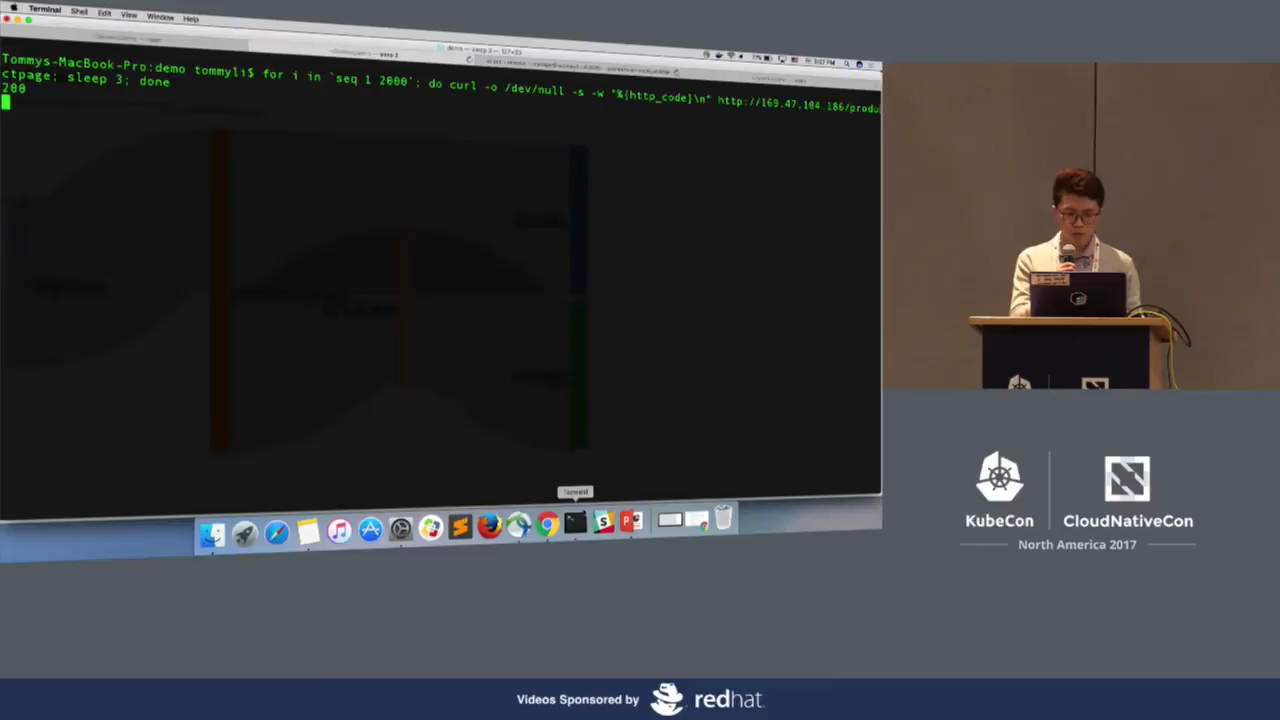 Terminal Shell Edit View Window Help
Tommys-MacBook-Pro:demo tommyli$ for i in `seq 1 2000`; do curl -o /dev/null -s -w "%{http_code}\n" http://169.47.104.186/produ
ctpage; sleep 3; done
200
Terminal
KubeCon
CloudNativeCon
North America 2017
Videos Sponsored by redhat